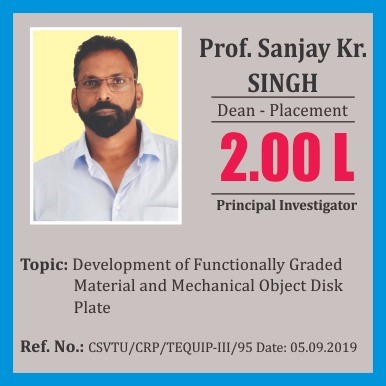 Prof. Sanjay Kr.
SINGH
Dean - Placement
2.00 L
Principal Investigator
Topic: Development of Functionally Graded
Material and Mechanical Object Disk
Plate
Ref. No.: CSVTU/CRP/TEQUIP-III/95 Date: 05.09.2019